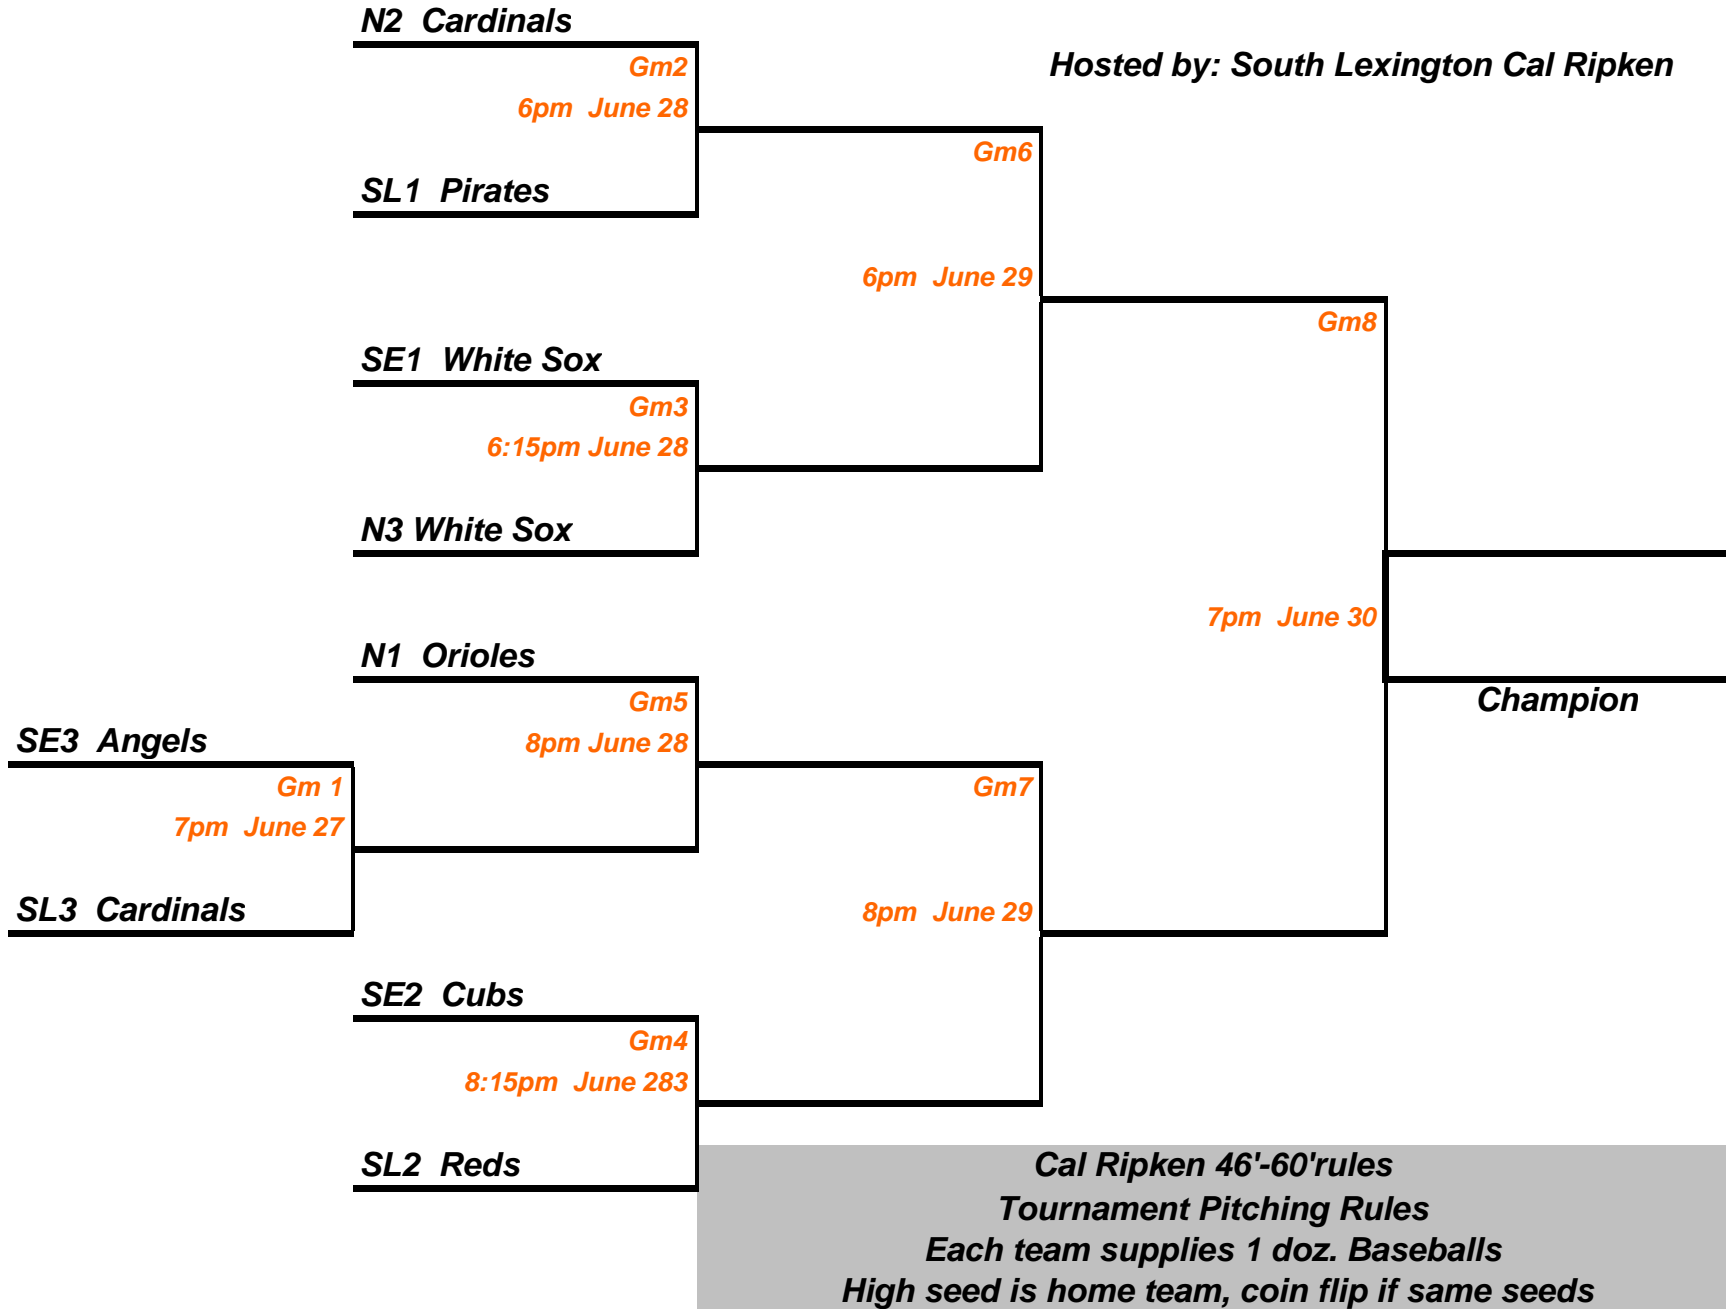 N2  Cardinals
Gm2
Hosted by: South Lexington Cal Ripken
6pm  June 28
Gm6
SL1  Pirates
6pm  June 29
Gm8
SE1  White Sox
Gm3
6:15pm June 28
N3 White Sox
7pm  June 30
N1  Orioles
Gm5
Champion
SE3  Angels
8pm June 28
Gm 1
Gm7
7pm  June 27
SL3  Cardinals
8pm  June 29
SE2  Cubs
Gm4
8:15pm  June 283
SL2  Reds
Cal Ripken 46'-60'rules
Tournament Pitching Rules
Each team supplies 1 doz. Baseballs
High seed is home team, coin flip if same seeds